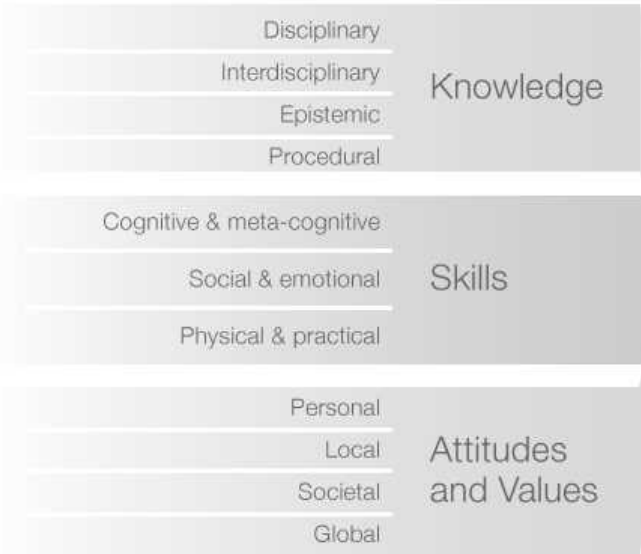 Disciplinary
Interdisciplinary
Epistemic
Procedural
Knowledge
Cognitive & meta-cognitive
Social & emotional
Physical & practical
Skills
Personal
Local
Societal
Global
Attitudes
and Values